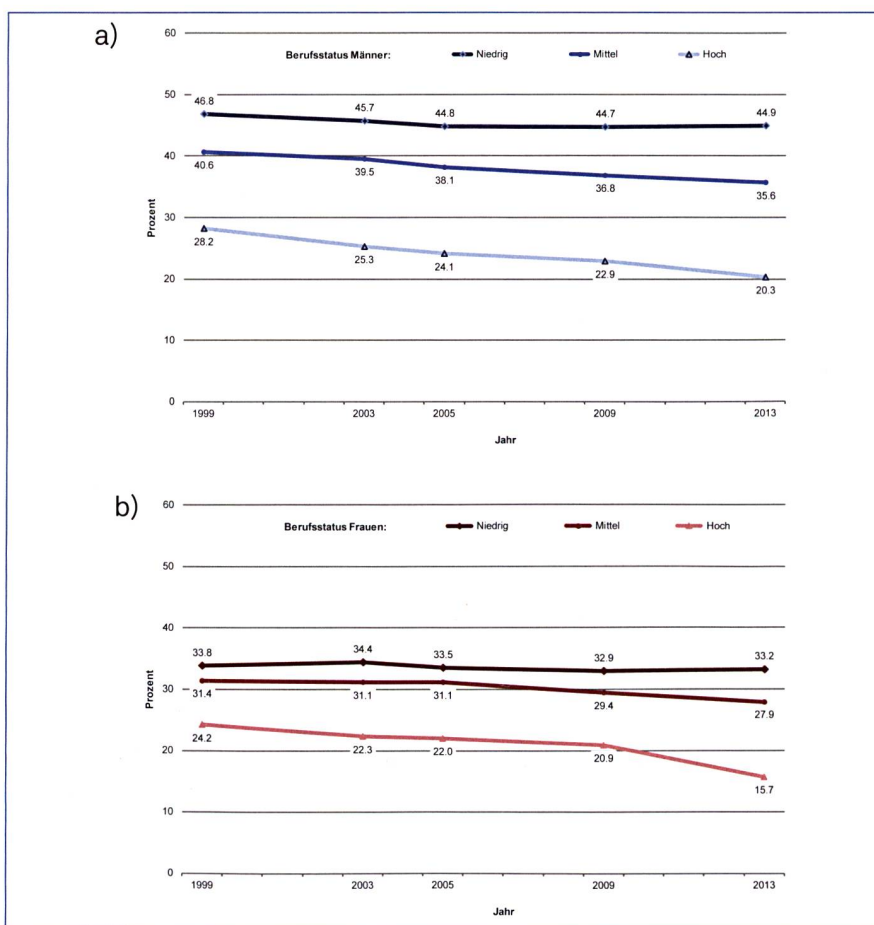 a)
60
Berufsstatus Männer: Niedrig Mittel Hoch
50
46.8 45.7 44.8 44.7 44.9
40
40.6 39.5 38.1 36.8 35.6
Prozent
30
28.2 25.3 24.1 22.9 20.3
20
10
0
1999 2003 2005 2009 2013
Jahr
b)
60
Berufsstatus Frauen: Niedrig Mittel Hoch
50
40
33.8 34.4 33.5 32.9 33.2
Prozent
30
31.4 31.1 31.1 29.4 27.9
24.2 22.3 22.0 20.9 15.7
20
10
0
1999 2003 2005 2009 2013
Jahr